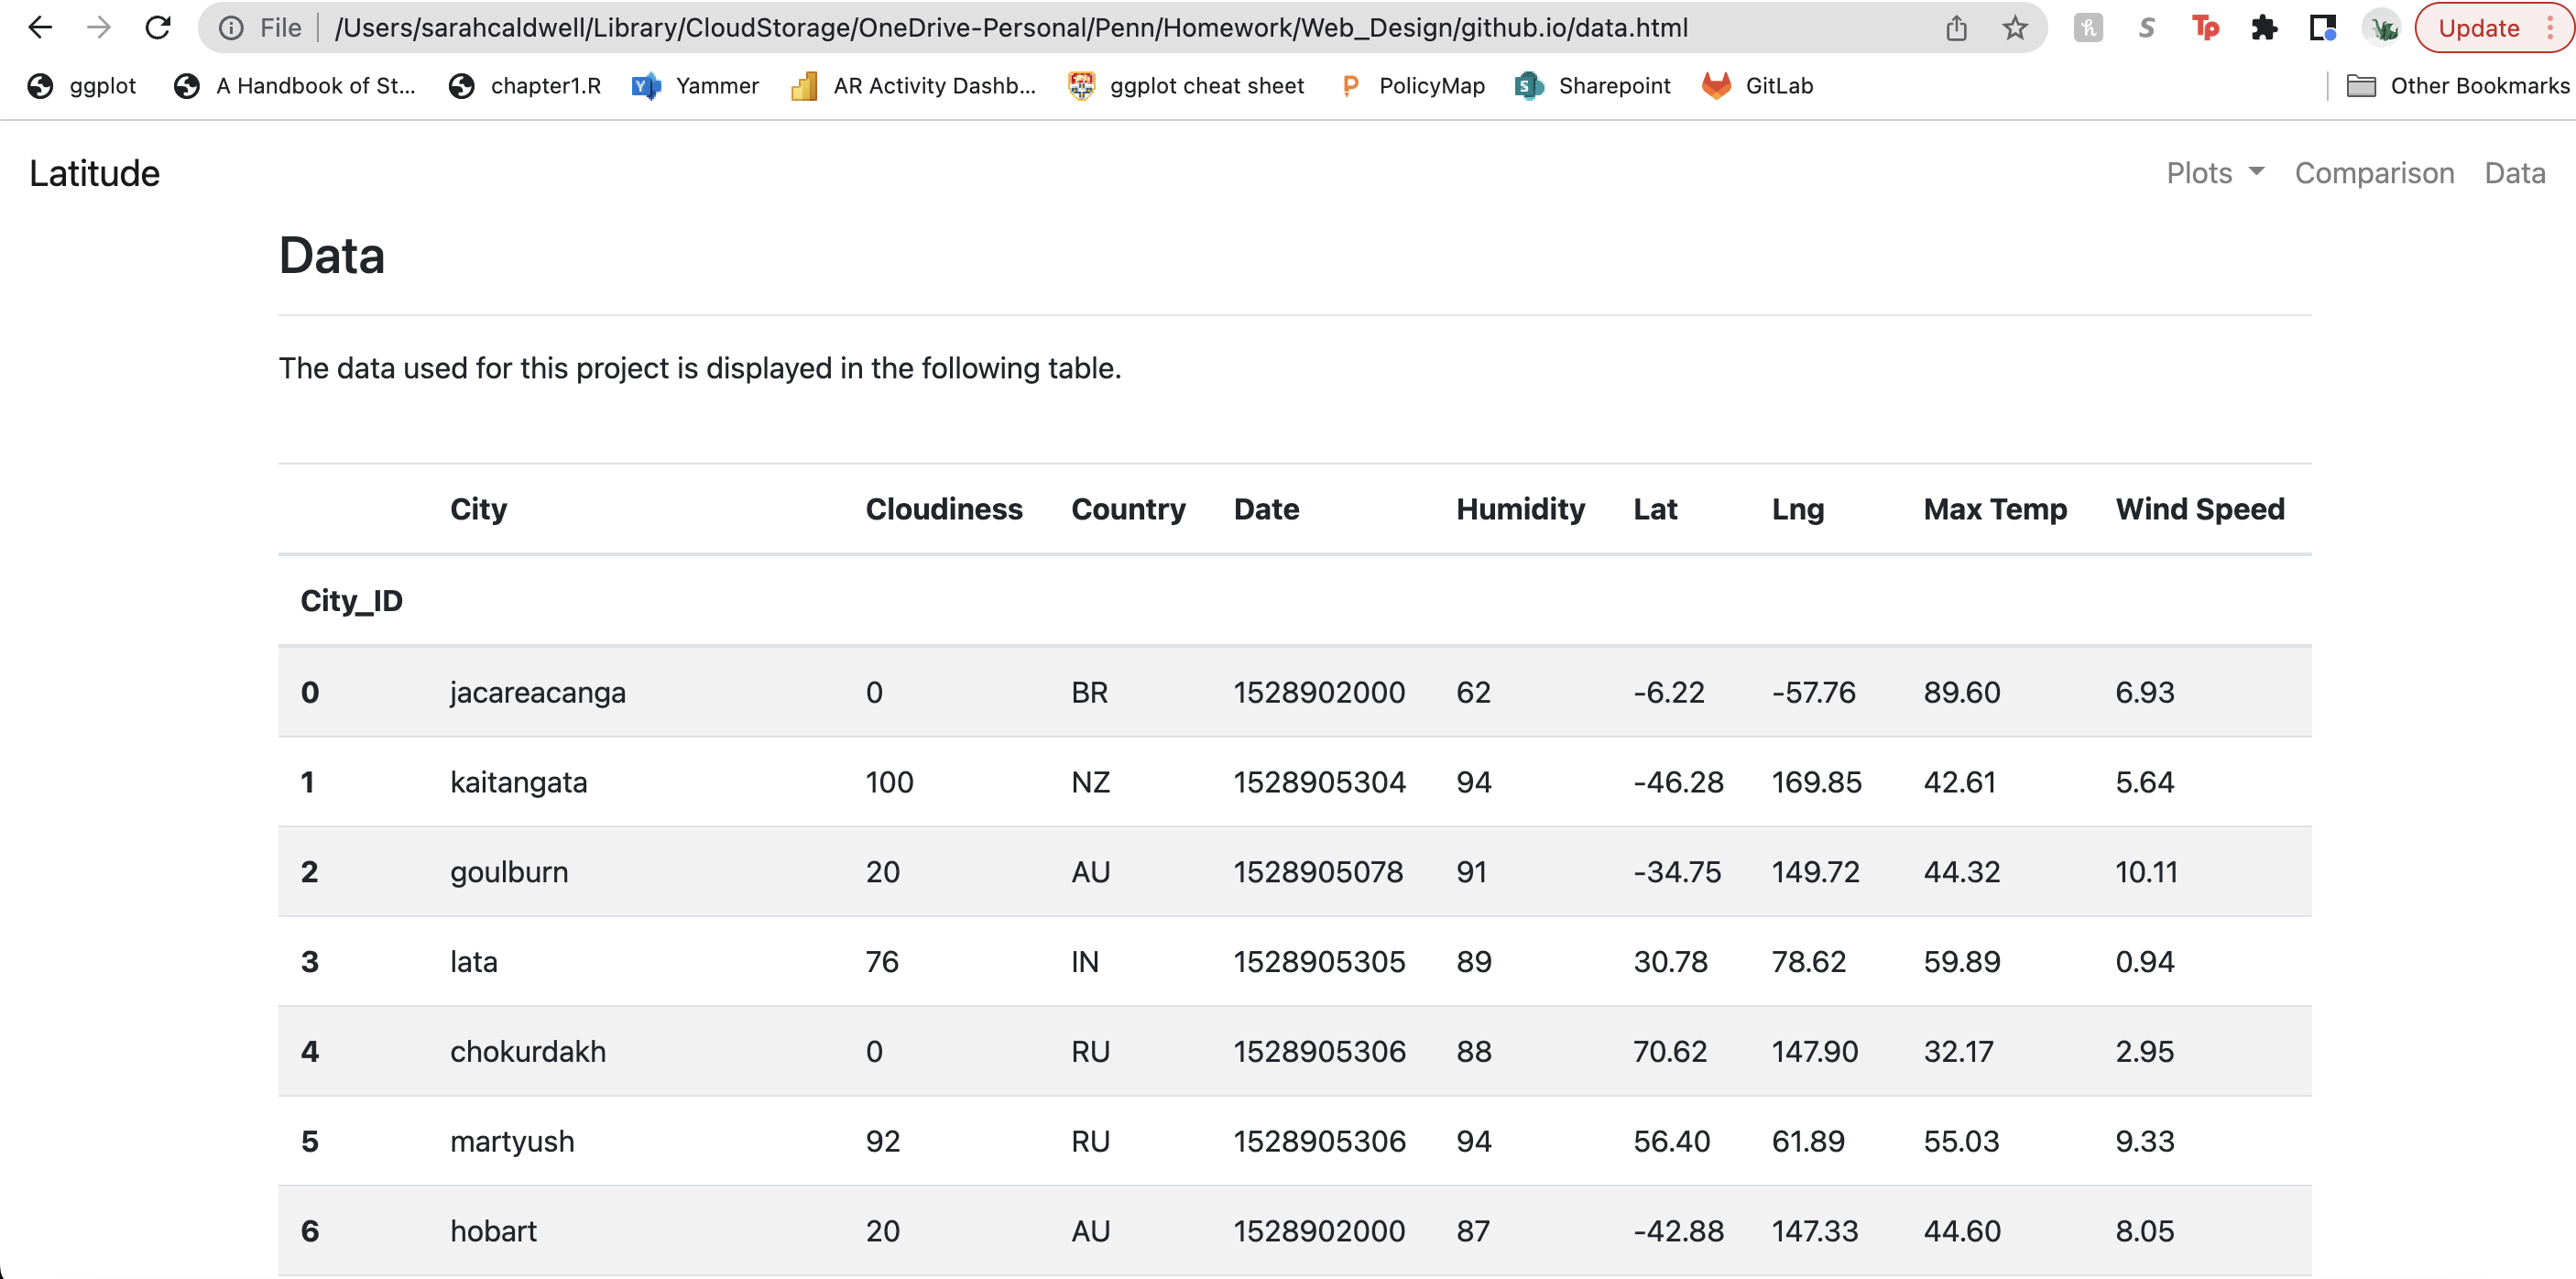 File /Users/sarahcaldwell/Library/CloudStorage/OneDrive-Personal/Penn/Homework/Web_Design/github.io/data.html Update
ggplot A Handbook of St... chapter1.R Yammer AR Activity Dashb... ggplot cheat sheet PolicyMap Sharepoint GitLab Other Bookmarks
Latitude Plots Comparison Data
Data
The data used for this project is displayed in the following table.
City Cloudiness Country Date Humidity Lat Lng Max Temp Wind Speed
City_ID
0 jacareacanga 0 BR 1528902000 62 -6.22 -57.76 89.60 6.93
1 kaitangata 100 NZ 1528905304 94 -46.28 169.85 42.61 5.64
2 goulburn 20 AU 1528905078 91 -34.75 149.72 44.32 10.11
3 lata 76 IN 1528905305 89 30.78 78.62 59.89 0.94
4 chokurdakh 0 RU 1528905306 88 70.62 147.90 32.17 2.95
5 martyush 92 RU 1528905306 94 56.40 61.89 55.03 9.33
6 hobart 20 AU 1528902000 87 -42.88 147.33 44.60 8.05